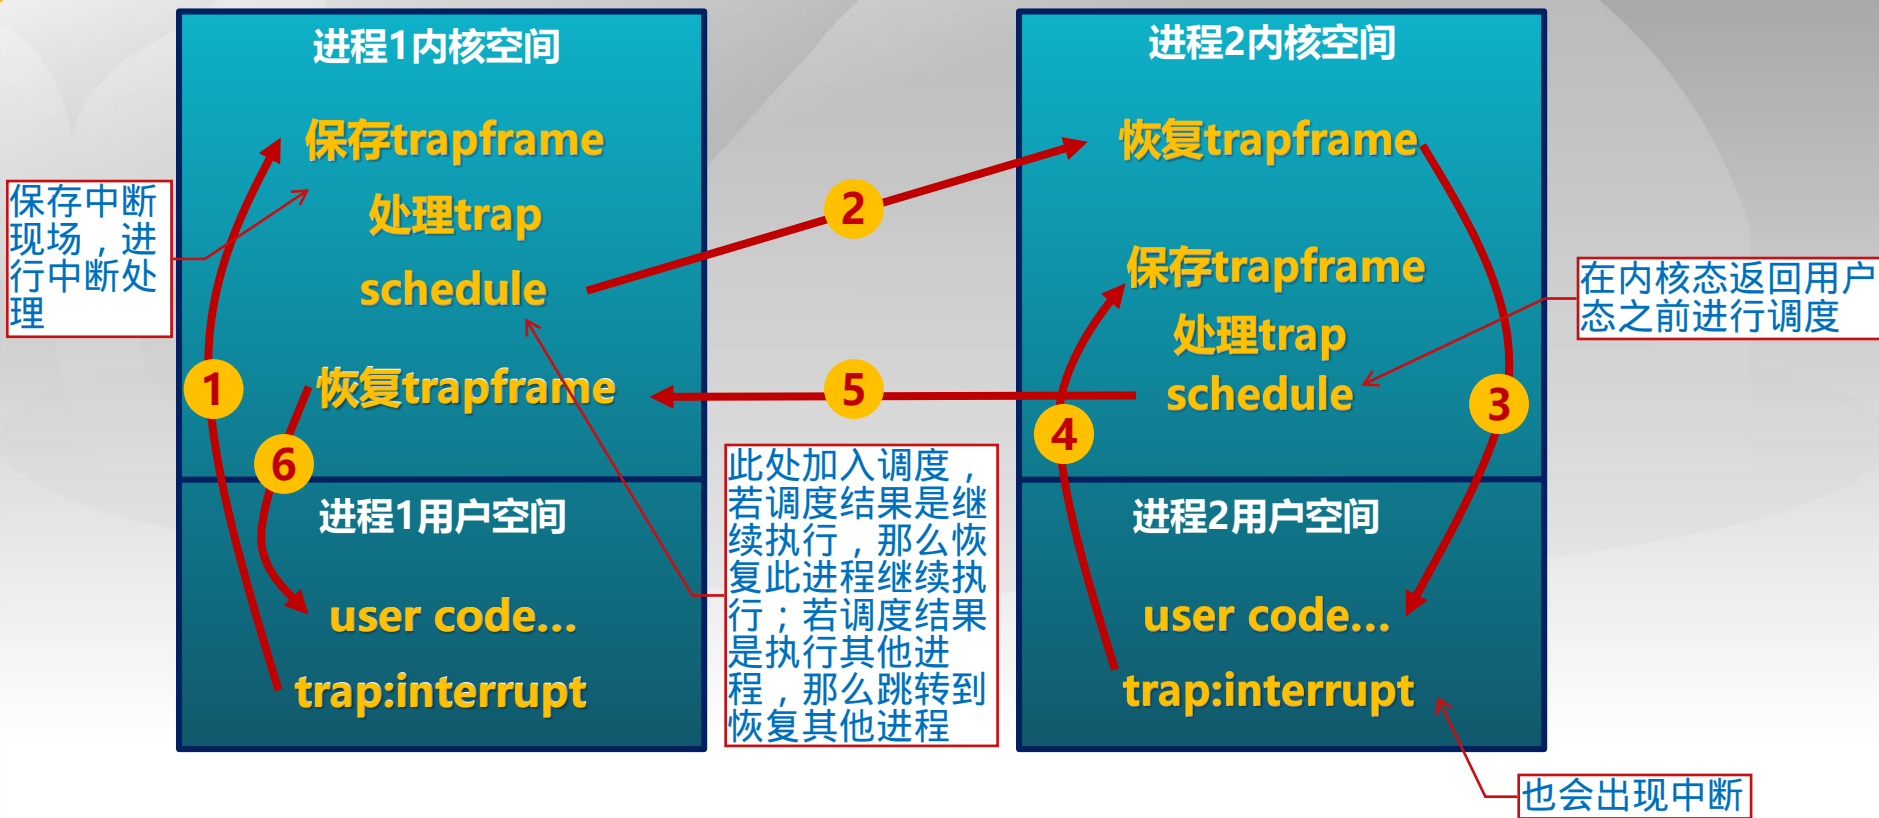 进程1内核空间
保存trapframe
处理trap
schedule
恢复trapframe
进程1用户空间
user code...
trap:interrupt
保存中断
现场，进
行中断处
理
1
6
2
5
此处加入调度，
若调度结果是继
续执行，那么恢
复此进程继续执
行；若调度结果
是执行其他进
程，那么跳转到
恢复其他进程
进程2内核空间
恢复trapframe
保存trapframe
处理trap
schedule
4
3
进程2用户空间
user code...
trap:interrupt
在内核态返回用户
态之前进行调度
也会出现中断